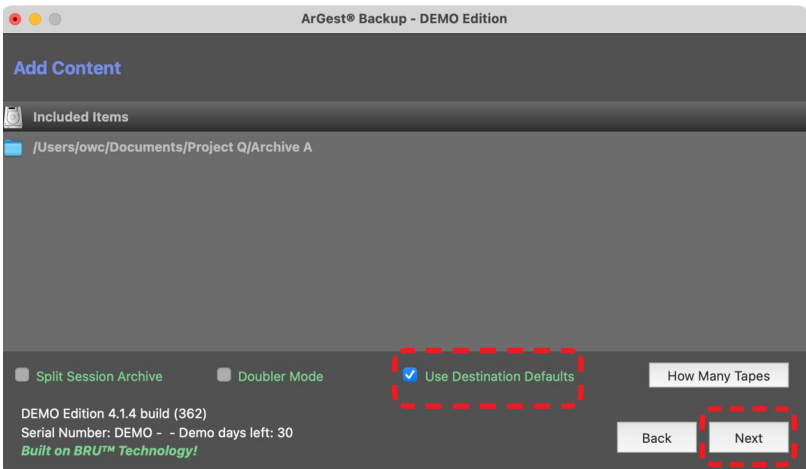 ArGest® Backup - DEMO Edition
Add Content
Included Items
/Users/owc/Documents/Project Q/Archive A
Split Session Archive
Doubler Mode
Use Destination Defaults
How Many Tapes
DEMO Edition 4.1.4 build (362)
Serial Number: DEMO - - Demo days left: 30
Built on BRU™ Technology!
Back
Next